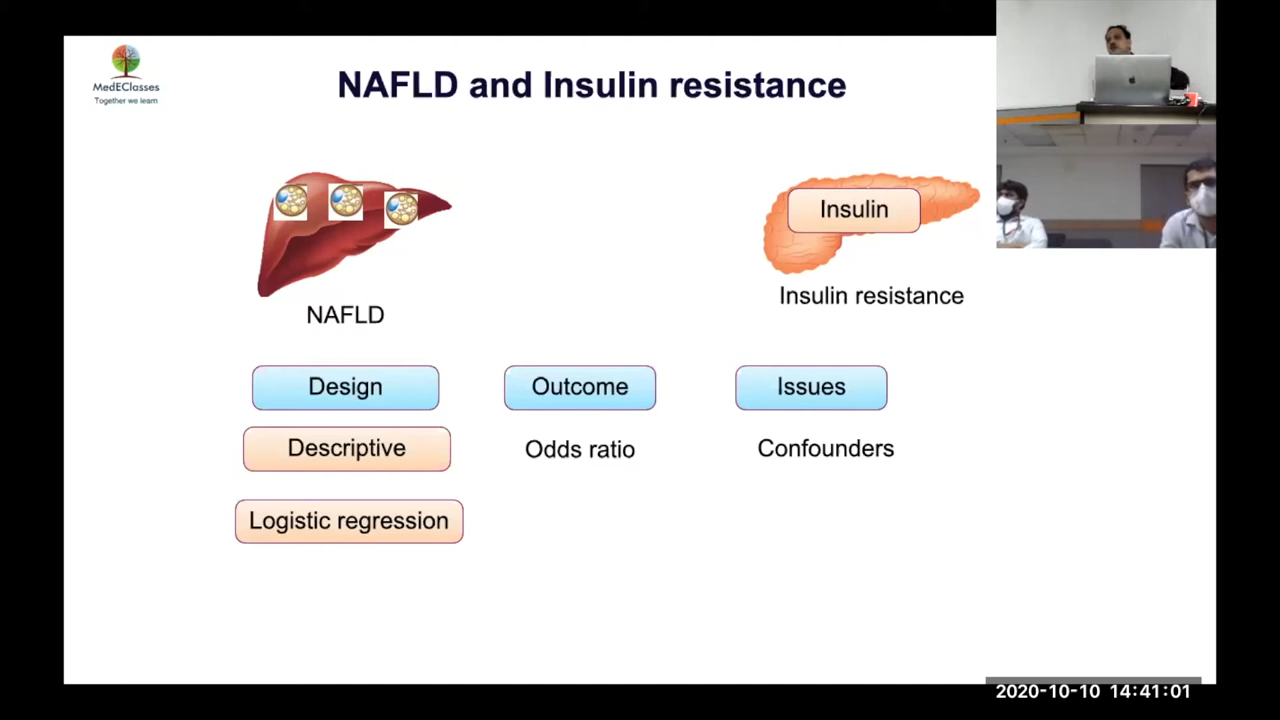 MedEClasses
Together we learn
NAFLD and Insulin resistance
Insulin
NAFLD
Insulin resistance
Design
Outcome
Issues
Descriptive
Odds ratio
Confounders
Logistic regression
2020-10-10 14:41:01